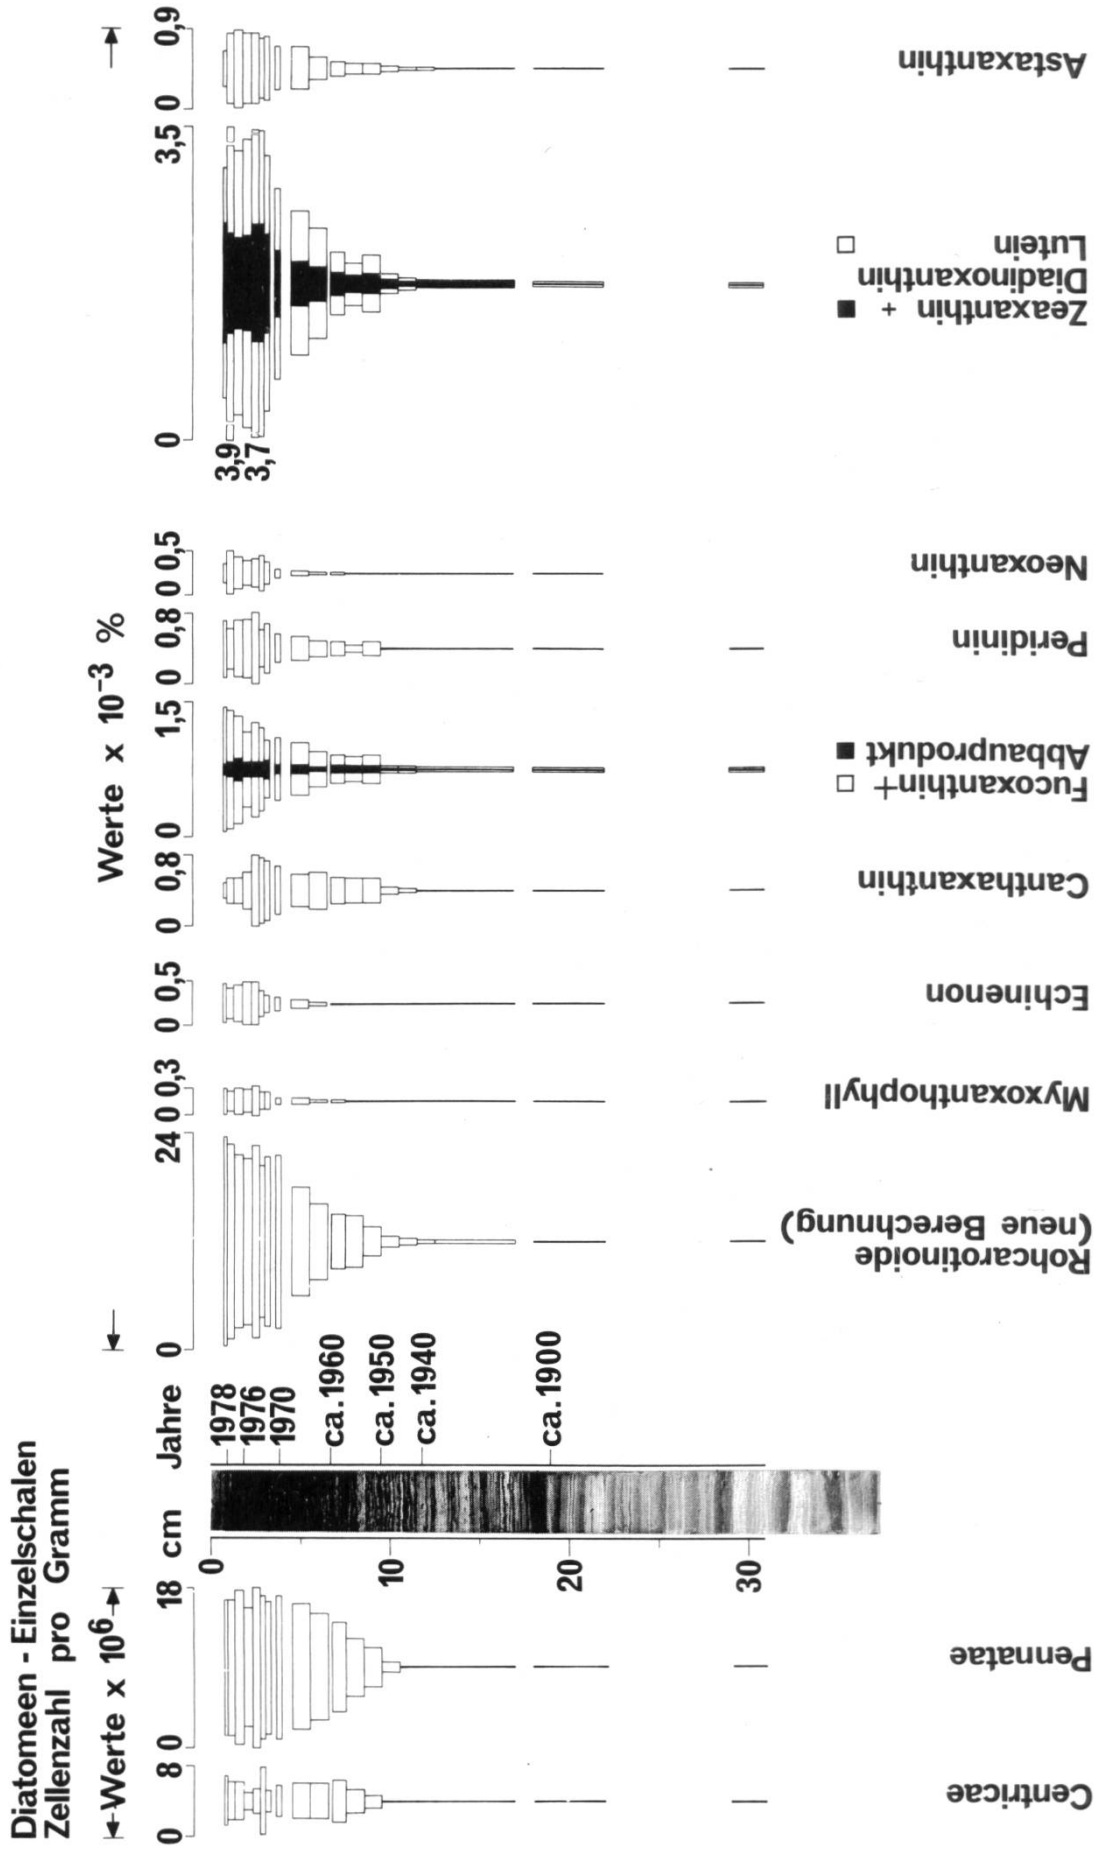 Diatomeen - Einzelschalen
Zellenzahl pro Gramm
Werte x 10⁶
Werte x 10⁻³ %
0 8
0 18
cm Jahre
0 24
0 0,3
0 0,5
0 0,8
0 1,5
0 0,8
0 0,5
0 3,5
0 0,9
0
10
20
30
1978
1976
1970
ca. 1960
ca. 1950
ca. 1940
ca. 1900
3,9
3,7
Centricae
Pennatae
Rohcarotinoide
(neue Berechnung)
Myxoxanthophyll
Echinenon
Canthaxanthin
Fucoxanthin+
Abbauprodukt
Peridinin
Neoxanthin
Zeaxanthin +
Diadinoxanthin
Lutein
Astaxanthin